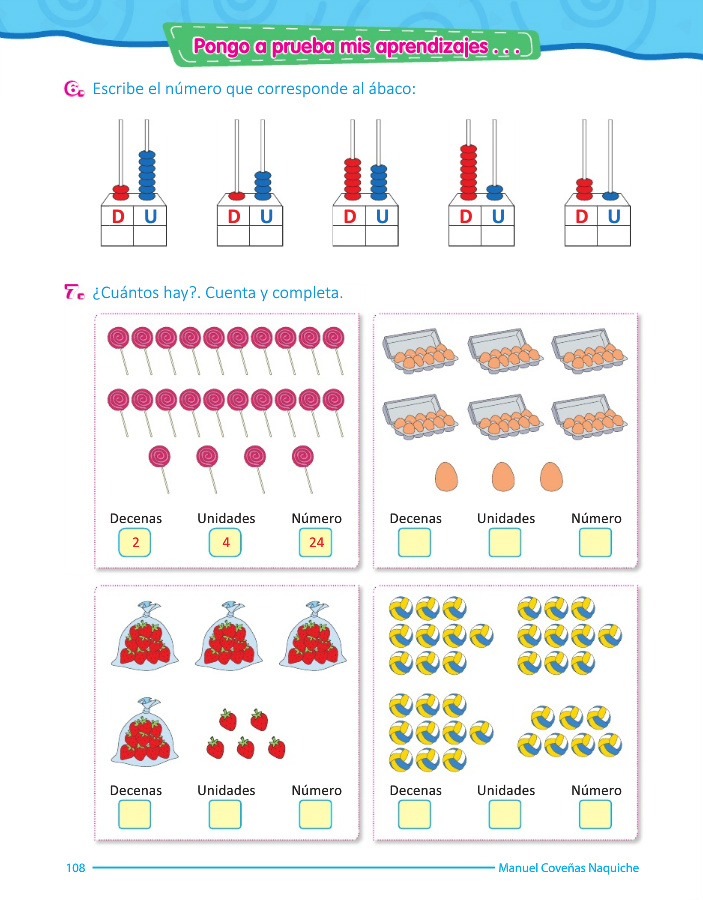 Pongo a prueba mis aprendizajes . . .
6. Escribe el número que corresponde al ábaco:
D U D U D U D U D U
7. ¿Cuántos hay?. Cuenta y completa.
Decenas Unidades Número
2 4 24
Decenas Unidades Número
Decenas Unidades Número
Decenas Unidades Número
108 Manuel Coveñas Naquiche